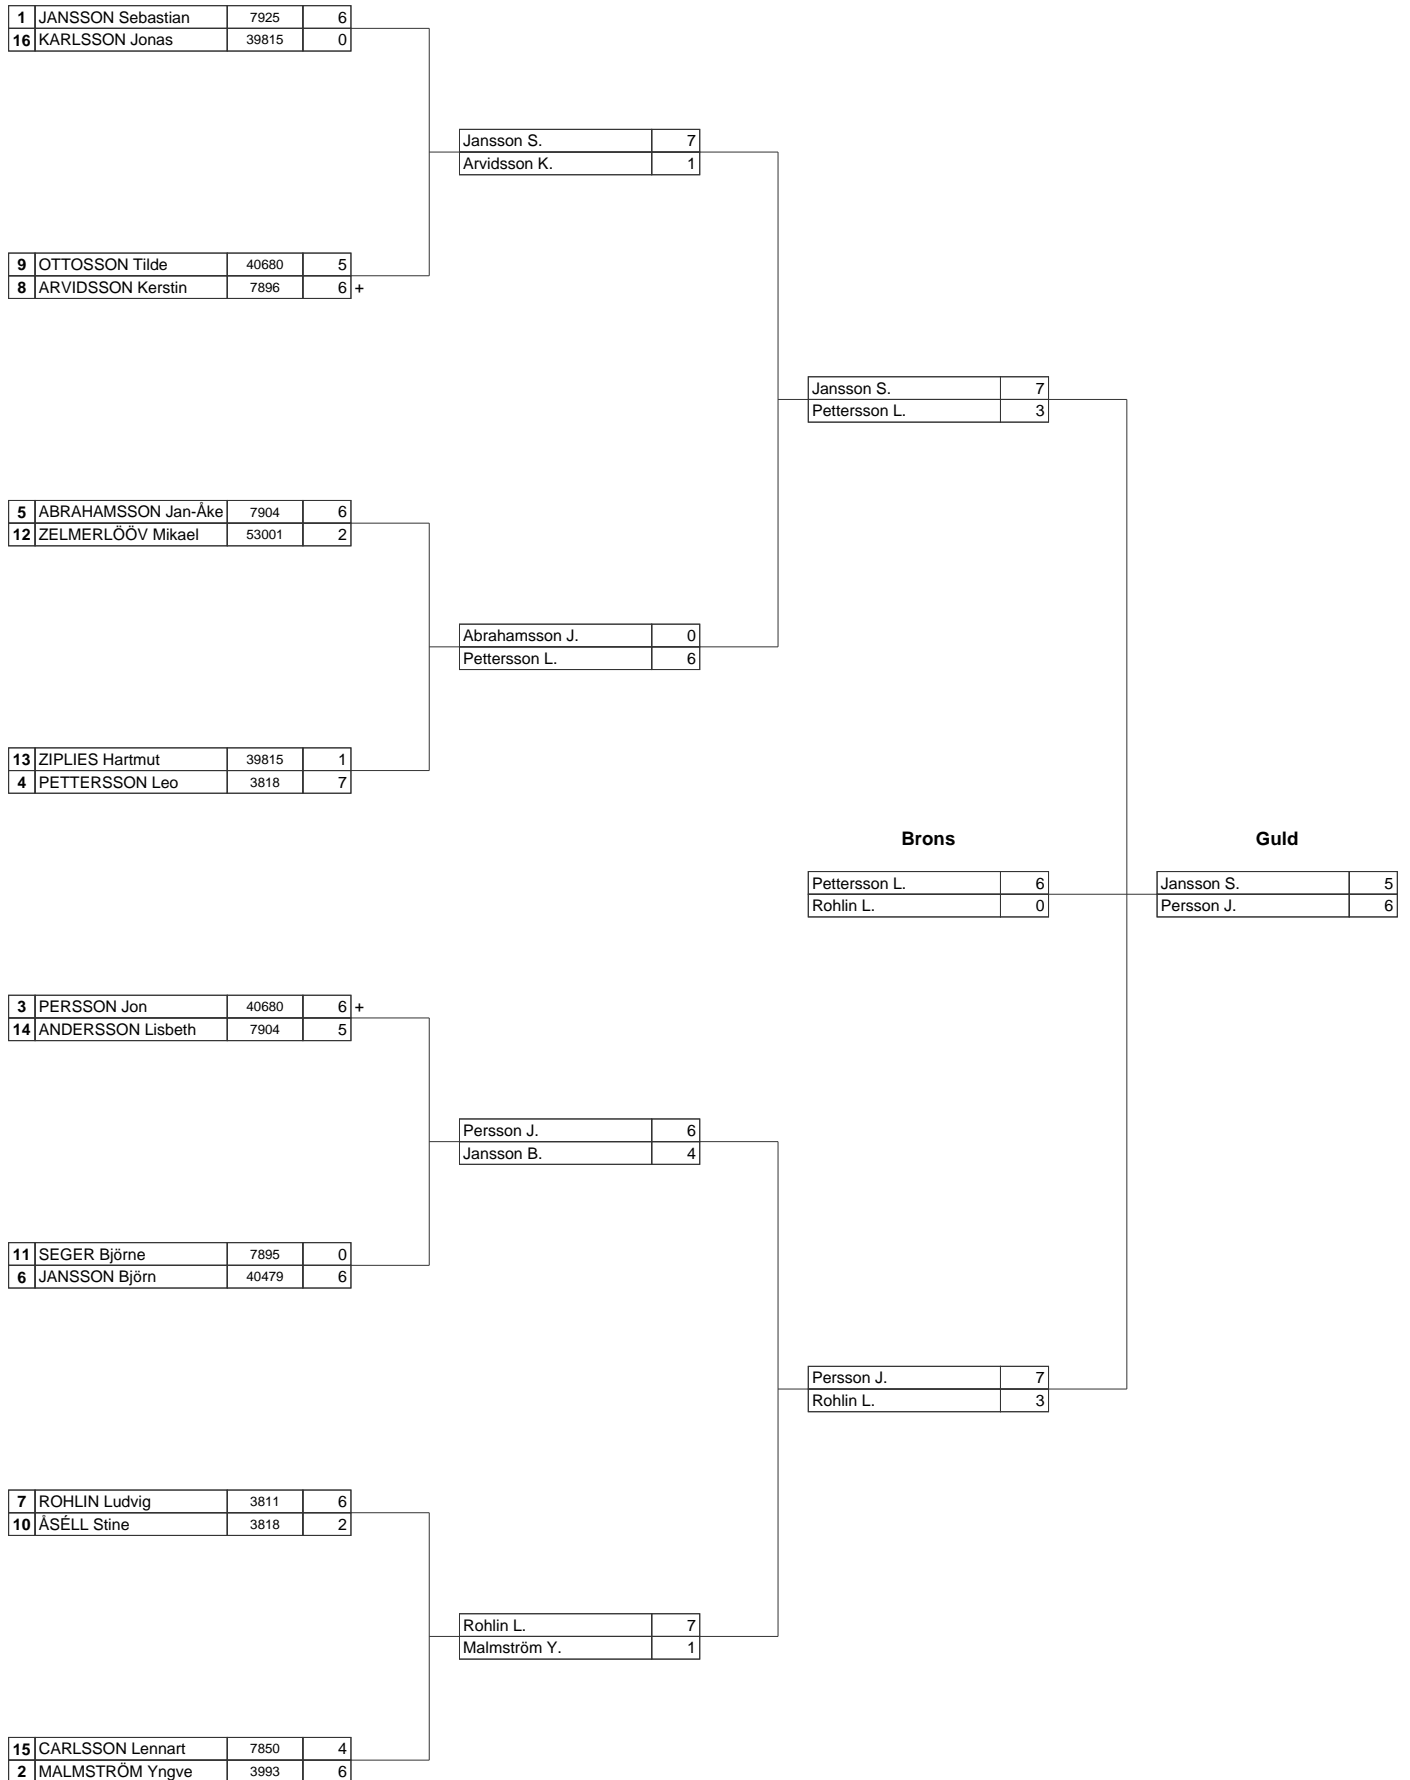 1 JANSSON Sebastian 7925 6
16 KARLSSON Jonas 39815 0
Jansson S. 7
Arvidsson K. 1
9 OTTOSSON Tilde 40680 5
8 ARVIDSSON Kerstin 7896 6 +
Jansson S. 7
Pettersson L. 3
5 ABRAHAMSSON Jan-Åke 7904 6
12 ZELMERLÖÖV Mikael 53001 2
Abrahamsson J. 0
Pettersson L. 6
13 ZIPLIES Hartmut 39815 1
4 PETTERSSON Leo 3818 7
Brons Guld
Pettersson L. 6 Jansson S. 5
Rohlin L. 0 Persson J. 6
3 PERSSON Jon 40680 6 +
14 ANDERSSON Lisbeth 7904 5
Persson J. 6
Jansson B. 4
11 SEGER Björne 7895 0
6 JANSSON Björn 40479 6
Persson J. 7
Rohlin L. 3
7 ROHLIN Ludvig 3811 6
10 ÅSÉLL Stine 3818 2
Rohlin L. 7
Malmström Y. 1
15 CARLSSON Lennart 7850 4
2 MALMSTRÖM Yngve 3993 6